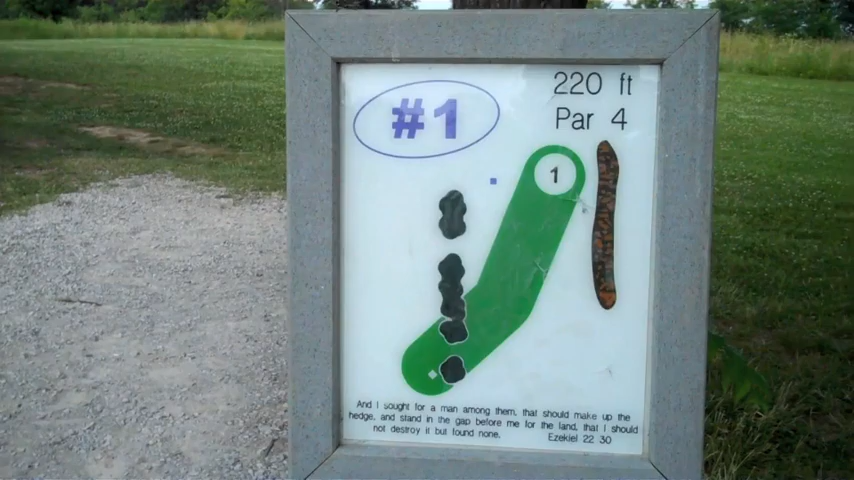 #1
220 ft
Par 4
1
And I sought for a man among them, that should make up the
hedge, and stand in the gap before me for the land, that I should
not destroy it but found none. Ezekiel 22 30